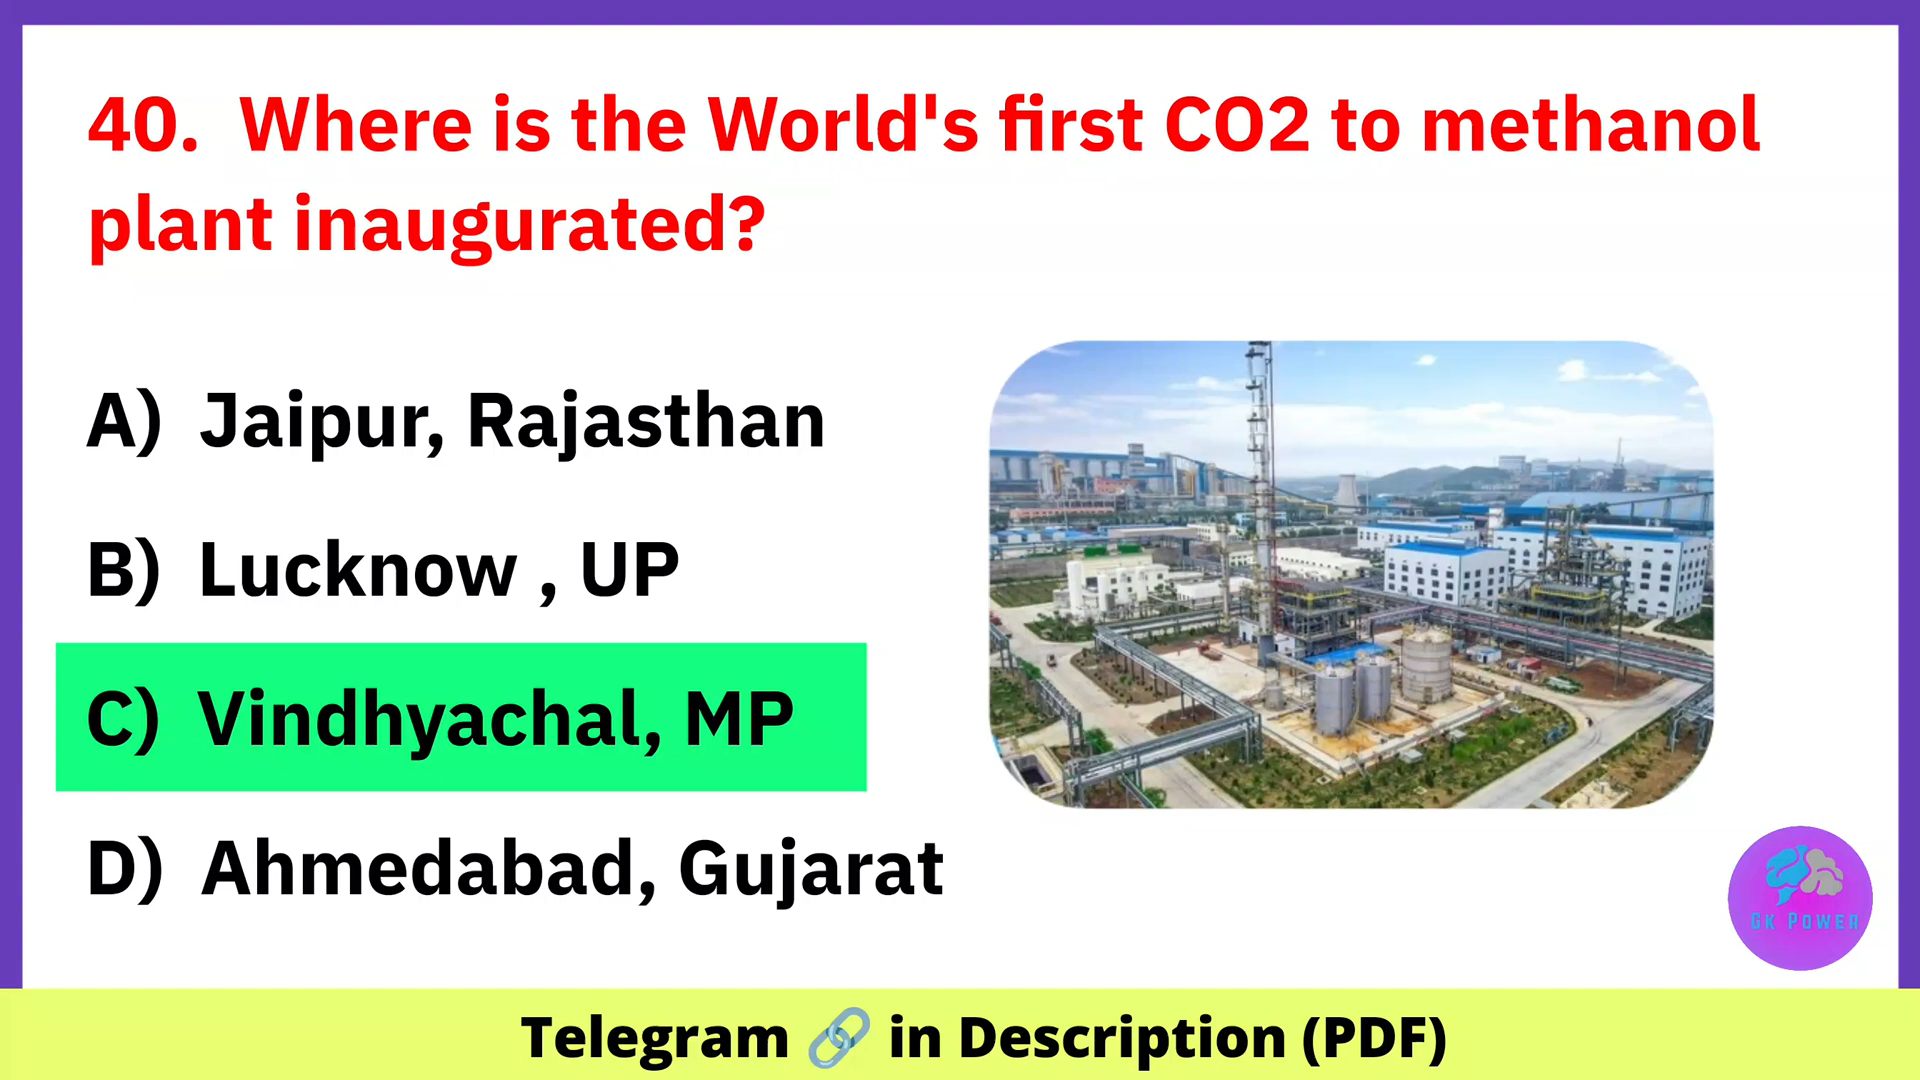 40. Where is the World's first CO2 to methanol
plant inaugurated?
A) Jaipur, Rajasthan
B) Lucknow , UP
C) Vindhyachal, MP
D) Ahmedabad, Gujarat
GK POWER
Telegram 🔗 in Description (PDF)